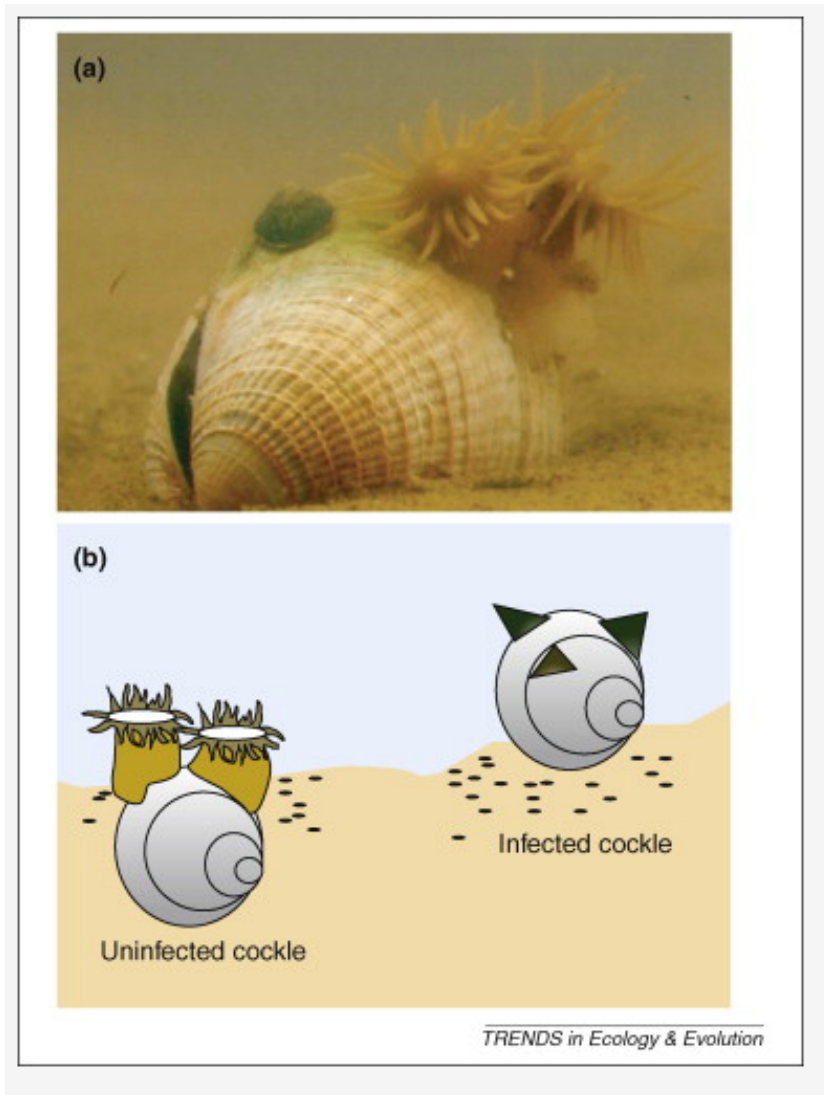 (a)
(b)
Infected cockle
Uninfected cockle
TRENDS in Ecology & Evolution